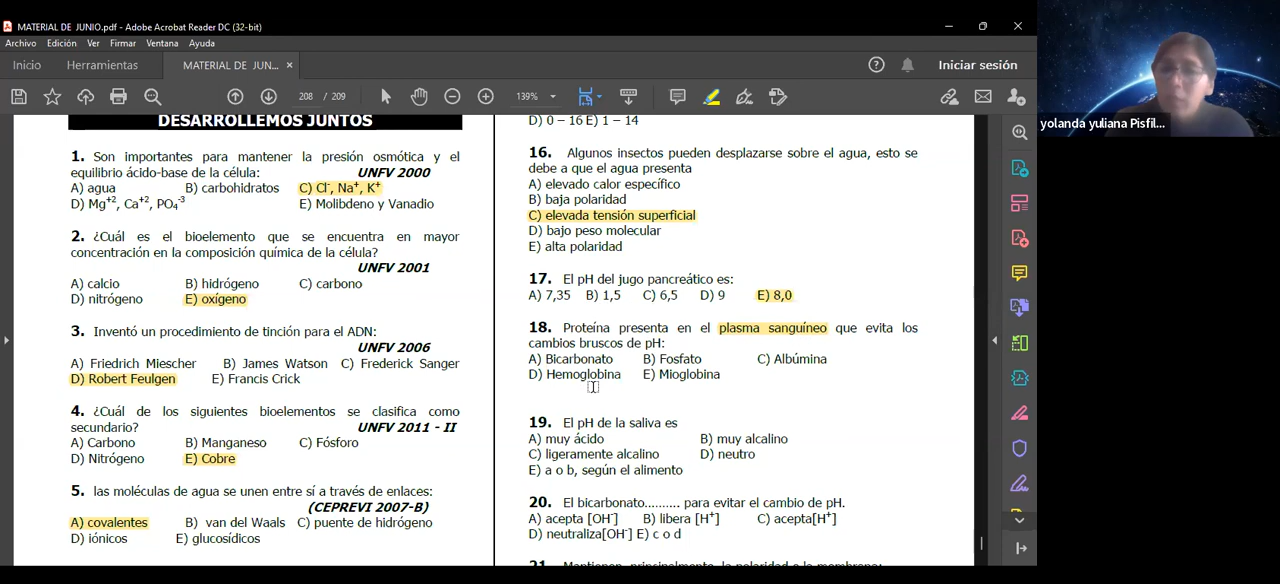 MATERIAL DE JUNIO.pdf - Adobe Acrobat Reader DC (32-bit)
Archivo Edición Ver Firmar Ventana Ayuda
Inicio Herramientas MATERIAL DE JUN... × Iniciar sesión
208 / 209 139%
yolanda yuliana Pisfil...
DESARROLLEMOS JUNTOS
1. Son importantes para mantener la presión osmótica y el
equilibrio ácido-base de la célula: UNFV 2000
A) agua B) carbohidratos C) Cl⁻, Na⁺, K⁺
D) Mg⁺², Ca⁺², PO₄⁻³ E) Molibdeno y Vanadio
2. ¿Cuál es el bioelemento que se encuentra en mayor
concentración en la composición química de la célula?
UNFV 2001
A) calcio B) hidrógeno C) carbono
D) nitrógeno E) oxígeno
3. Inventó un procedimiento de tinción para el ADN:
UNFV 2006
A) Friedrich Miescher B) James Watson C) Frederick Sanger
D) Robert Feulgen E) Francis Crick
4. ¿Cuál de los siguientes bioelementos se clasifica como
secundario? UNFV 2011 - II
A) Carbono B) Manganeso C) Fósforo
D) Nitrógeno E) Cobre
5. las moléculas de agua se unen entre sí a través de enlaces:
(CEPREVI 2007-B)
A) covalentes B) van del Waals C) puente de hidrógeno
D) iónicos E) glucosídicos
D) 0 – 16 E) 1 – 14
16. Algunos insectos pueden desplazarse sobre el agua, esto se
debe a que el agua presenta
A) elevado calor específico
B) baja polaridad
C) elevada tensión superficial
D) bajo peso molecular
E) alta polaridad
17. El pH del jugo pancreático es:
A) 7,35 B) 1,5 C) 6,5 D) 9 E) 8,0
18. Proteína presenta en el plasma sanguíneo que evita los
cambios bruscos de pH:
A) Bicarbonato B) Fosfato C) Albúmina
D) Hemoglobina E) Mioglobina
19. El pH de la saliva es
A) muy ácido B) muy alcalino
C) ligeramente alcalino D) neutro
E) a o b, según el alimento
20. El bicarbonato.......... para evitar el cambio de pH.
A) acepta [OH⁻] B) libera [H⁺] C) acepta[H⁺]
D) neutraliza[OH⁻] E) c o d
21. Mantienen, principalmente, la polaridad a la membrana: